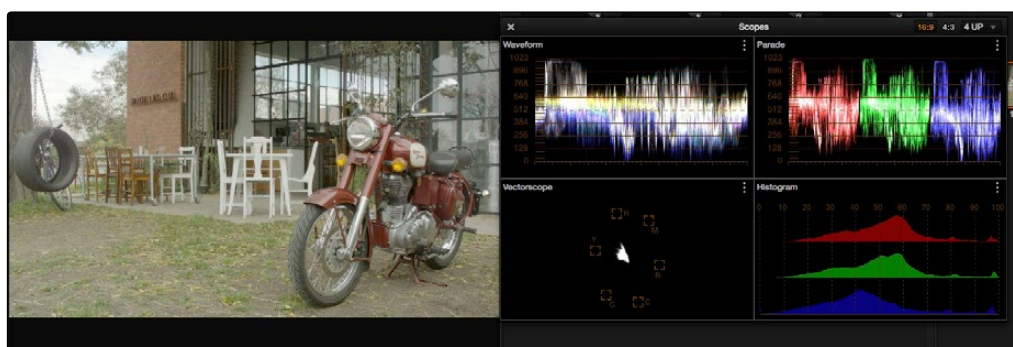 Scopes
16:9 4:3 4 UP
Waveform
1023
896
768
640
512
384
256
128
0
Parade
1023
896
768
640
512
384
256
128
0
Vectorscope
R
M
Y
B
G
C
Histogram
0 10 20 30 40 50 60 70 80 90 100